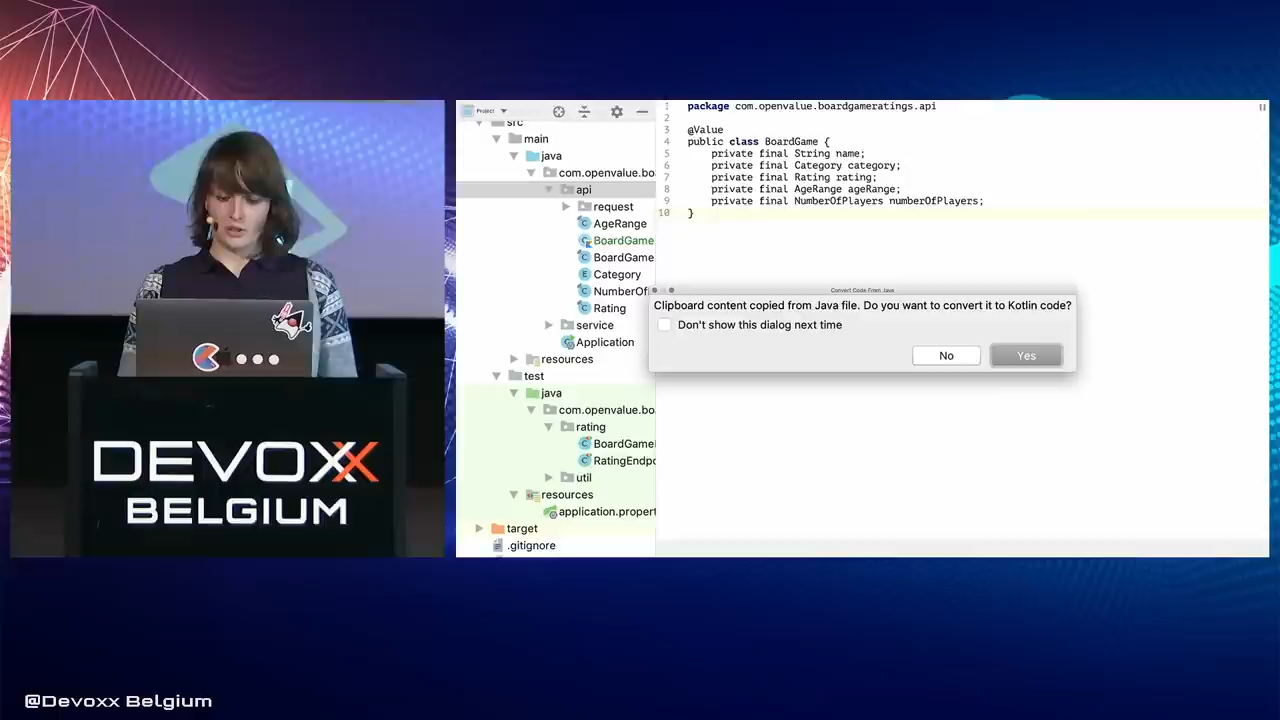 DEVOXX
BELGIUM
@Devoxx Belgium
Project
src
main
java
com.openvalue.bo
api
request
AgeRange
BoardGame
BoardGame
Category
NumberOf
Rating
service
Application
resources
test
java
com.openvalue.bo
rating
BoardGame
RatingEndpo
util
resources
application.propert
target
.gitignore
1 package com.openvalue.boardgameratings.api
2
3 @Value
4 public class BoardGame {
5 private final String name;
6 private final Category category;
7 private final Rating rating;
8 private final AgeRange ageRange;
9 private final NumberOfPlayers numberOfPlayers;
10 }
Convert Code From Java
Clipboard content copied from Java file. Do you want to convert it to Kotlin code?
Don't show this dialog next time
No
Yes